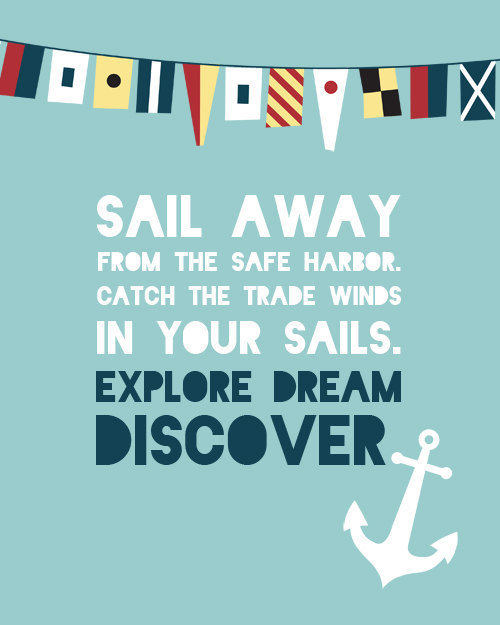 SAIL AWAY
FROM THE SAFE HARBOR.
CATCH THE TRADE WINDS
IN YOUR SAILS.
EXPLORE DREAM
DISCOVER